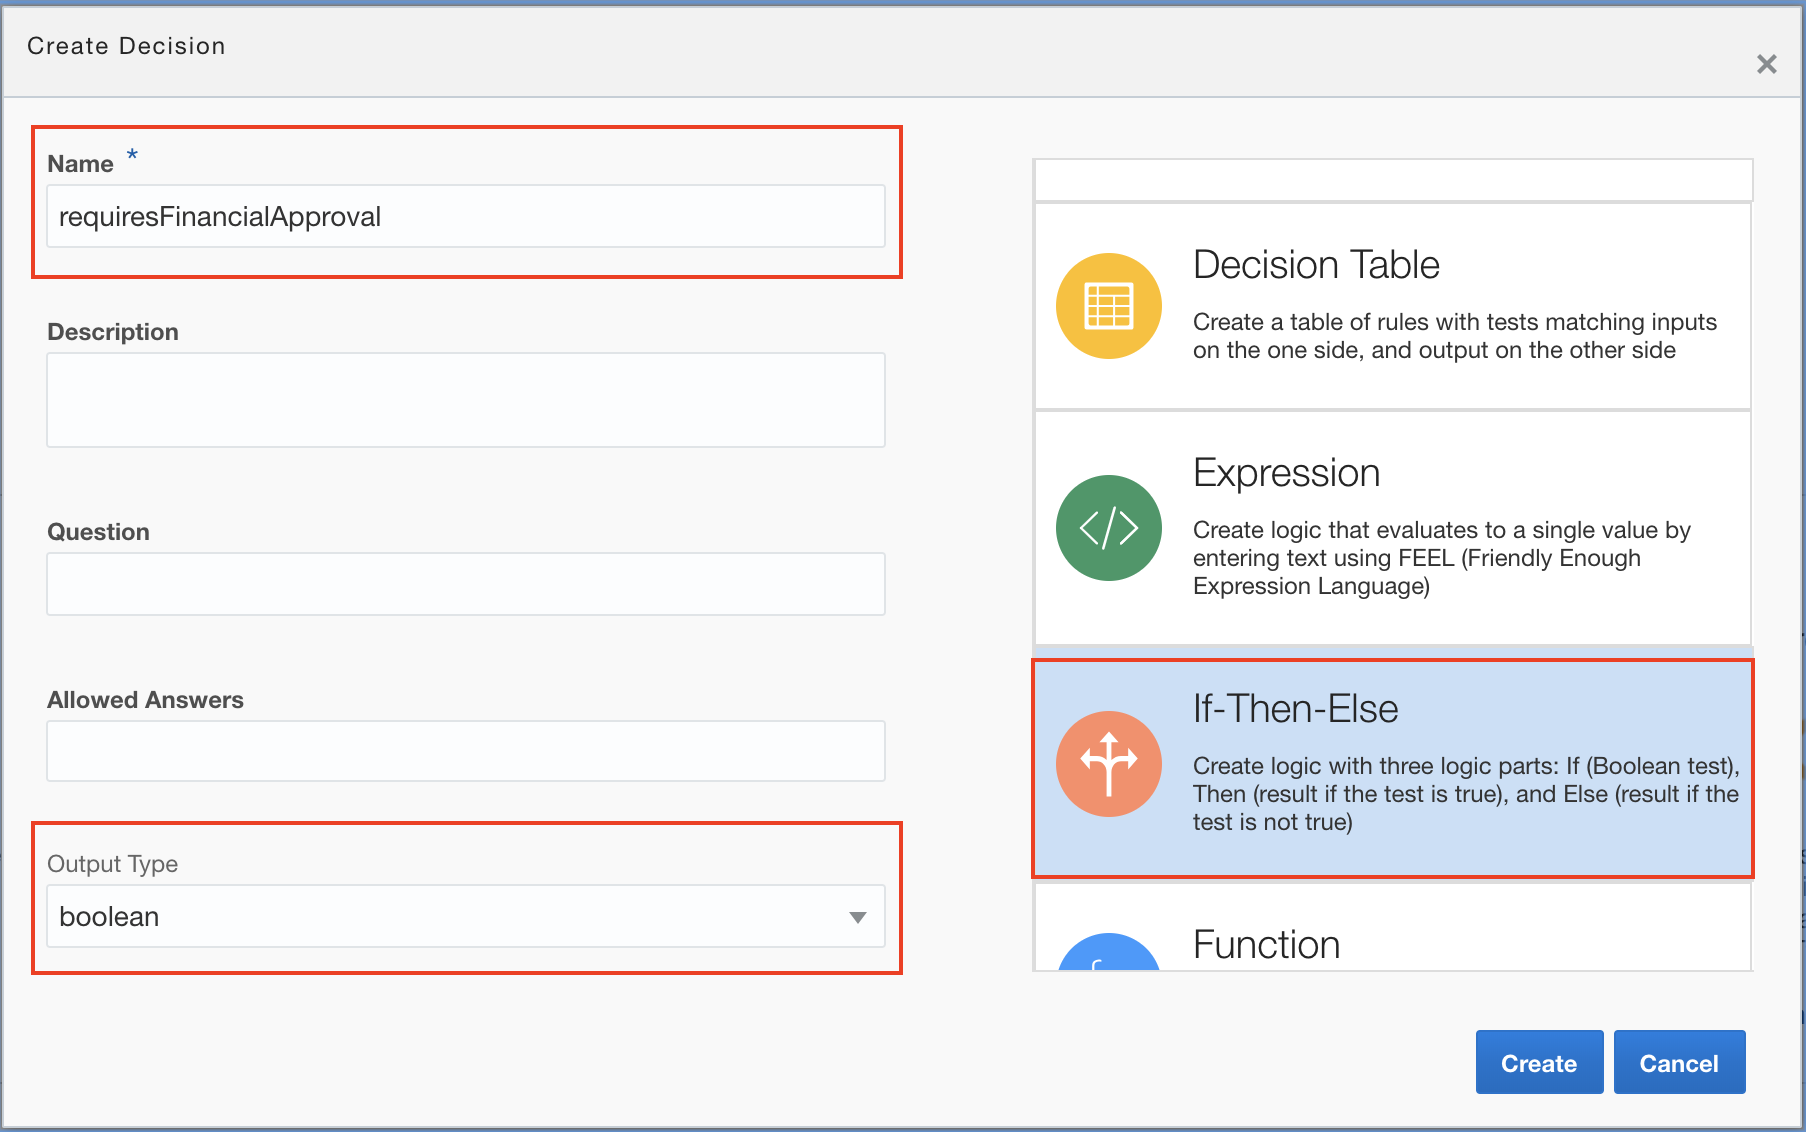 Create Decision
Name *
requiresFinancialApproval
Description
Question
Allowed Answers
Output Type
boolean
Decision Table
Create a table of rules with tests matching inputs
on the one side, and output on the other side
Expression
Create logic that evaluates to a single value by
entering text using FEEL (Friendly Enough
Expression Language)
If-Then-Else
Create logic with three logic parts: If (Boolean test),
Then (result if the test is true), and Else (result if the
test is not true)
Function
Create
Cancel